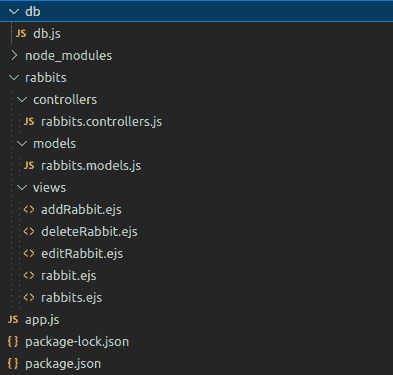 db
JS db.js
node_modules
rabbits
controllers
JS rabbits.controllers.js
models
JS rabbits.models.js
views
<> addRabbit.ejs
<> deleteRabbit.ejs
<> editRabbit.ejs
<> rabbit.ejs
<> rabbits.ejs
JS app.js
{} package-lock.json
{} package.json